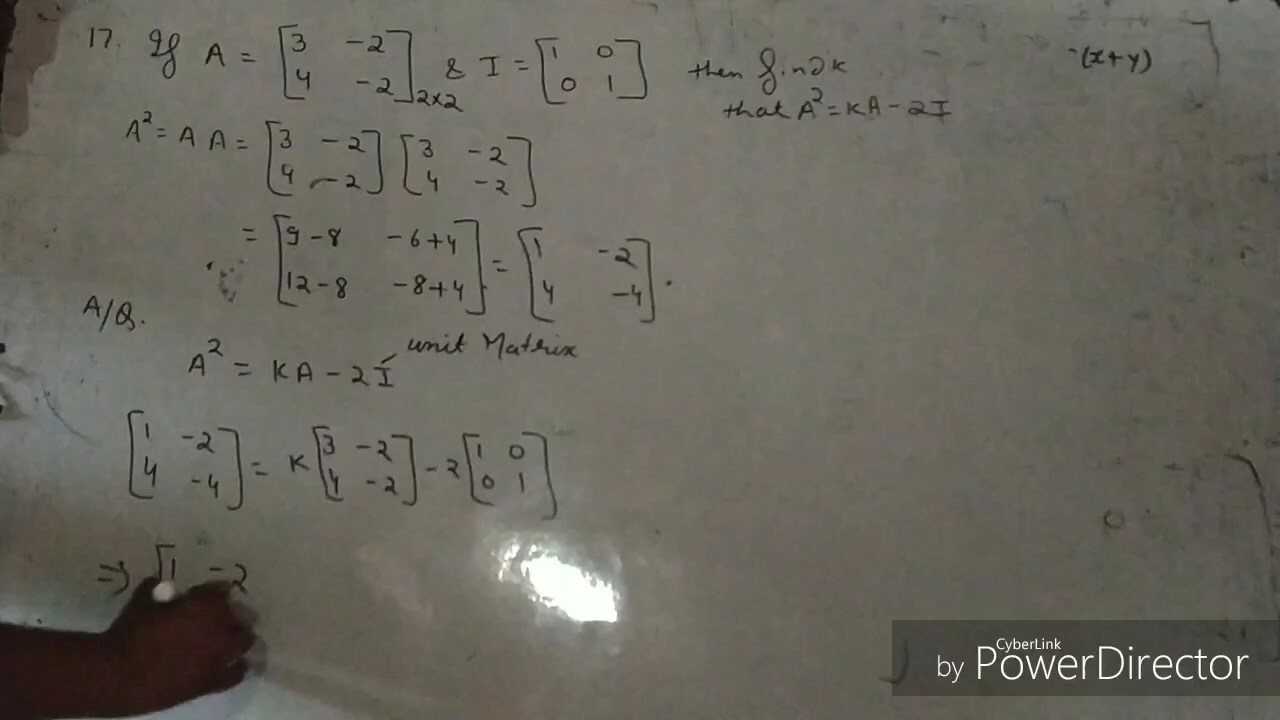 17. If A = [3 -2 4 -2]2x2 & I = [1 0 0 1] then find k
that A² = KA - 2I
-(x+y)
A² = A A = [3 -2 4 -2] [3 -2 4 -2]
= [9-8 -6+4 12-8 -8+4] = [1 -2 4 -4].
A/Q.
A² = KA - 2I unit Matrix
[1 -2 4 -4] = K[3 -2 4 -2] - 2[1 0 0 1]
⇒ [1 -2
CyberLink
by PowerDirector